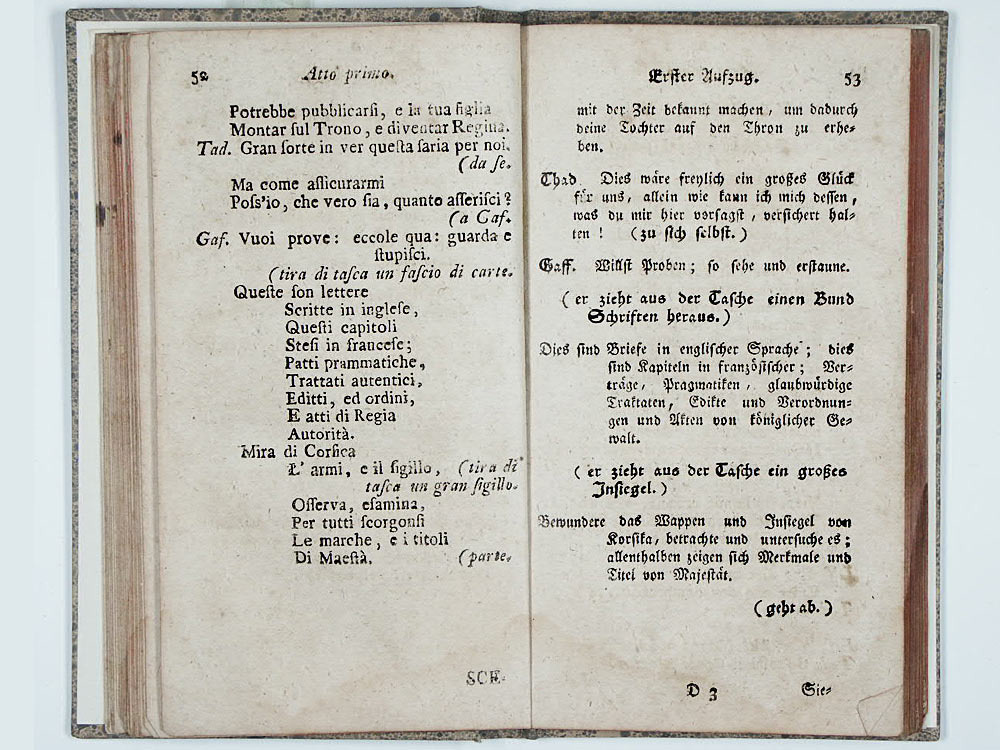 52 Atto primo.
Potrebbe pubblicarſi, e la tua figlia
Montar ſul Trono, e diventar Regina.
Tad. Gran ſorte in ver queſta ſaria per noi.
(da ſe.
Ma come aſſicurarmi
Poſs'io, che vero ſia, quanto aſſeriſci?
(a Gaf.
Gaf. Vuoi prove: eccole qua: guarda e
ſtupiſci.
(tira di taſca un faſcio di carte.
Queſte ſon lettere
Scritte in ingleſe,
Queſti capitoli
Steſi in franceſe;
Patti prammatiche,
Trattati autentici,
Editti, ed ordini,
E atti di Regia
Autorità.
Mira di Corſica
L' armi, e il ſigillo, (tira di
taſca un gran ſigillo.
Oſſerva, eſamina,
Per tutti ſcorgonſi
Le marche, e i titoli
Di Maeſtà. (parte.
SCE-
Erſter Aufzug. 53
mit der Zeit bekannt machen, um dadurch
deine Tochter auf den Thron zu erhe⸗
ben.
Thad Dies wäre freylich ein großes Glück
für uns, allein wie kann ich mich deſſen,
was du mir hier vorſagſt, verſichert hal⸗
ten! (zu ſich ſelbſt.)
Gaff. Willſt Proben; ſo ſehe und erſtaune.
(er zieht aus der Taſche einen Bund
Schriften heraus.)
Dies ſind Briefe in engliſcher Sprache; dies
ſind Kapiteln in franzöſiſcher; Ver⸗
träge, Pragmatiken, glaubwürdige
Traktaten, Edikte und Verordnun⸗
gen und Akten von königlicher Ge⸗
walt.
(er zieht aus der Taſche ein großes
Inſiegel.)
Bewundere das Wappen und Inſiegel von
Korſika, betrachte und unterſuche es;
allenthalben zeigen ſich Merkmale und
Titel von Majeſtät.
(geht ab.)
D 3 Sie⸗